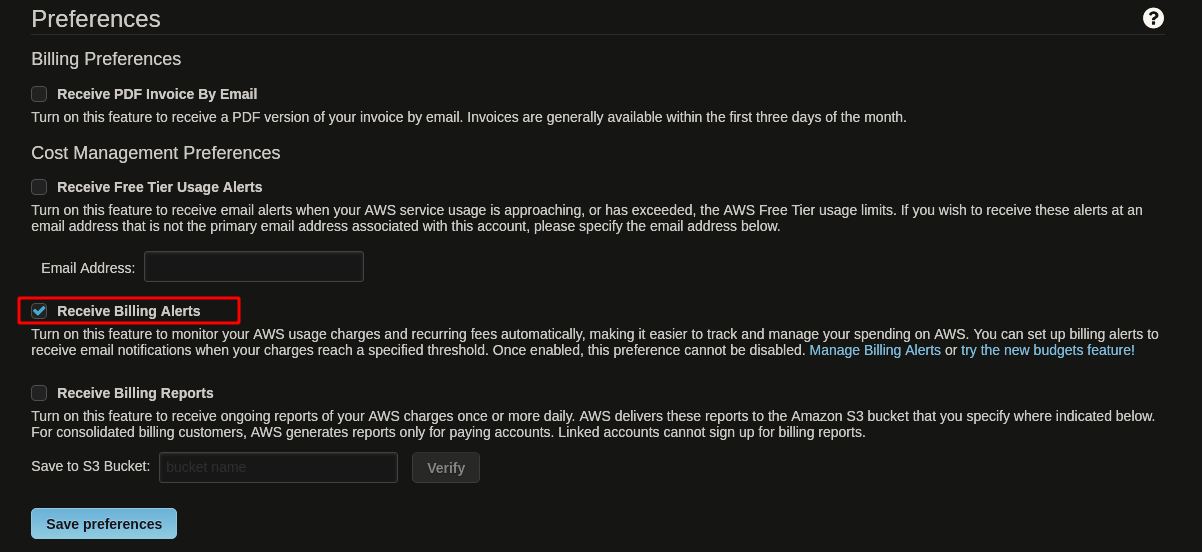 Preferences
Billing Preferences
Receive PDF Invoice By Email
Turn on this feature to receive a PDF version of your invoice by email. Invoices are generally available within the first three days of the month.
Cost Management Preferences
Receive Free Tier Usage Alerts
Turn on this feature to receive email alerts when your AWS service usage is approaching, or has exceeded, the AWS Free Tier usage limits. If you wish to receive these alerts at an
email address that is not the primary email address associated with this account, please specify the email address below.
Email Address:
Receive Billing Alerts
Turn on this feature to monitor your AWS usage charges and recurring fees automatically, making it easier to track and manage your spending on AWS. You can set up billing alerts to
receive email notifications when your charges reach a specified threshold. Once enabled, this preference cannot be disabled. Manage Billing Alerts or try the new budgets feature!
Receive Billing Reports
Turn on this feature to receive ongoing reports of your AWS charges once or more daily. AWS delivers these reports to the Amazon S3 bucket that you specify where indicated below.
For consolidated billing customers, AWS generates reports only for paying accounts. Linked accounts cannot sign up for billing reports.
Save to S3 Bucket: bucket name Verify
Save preferences